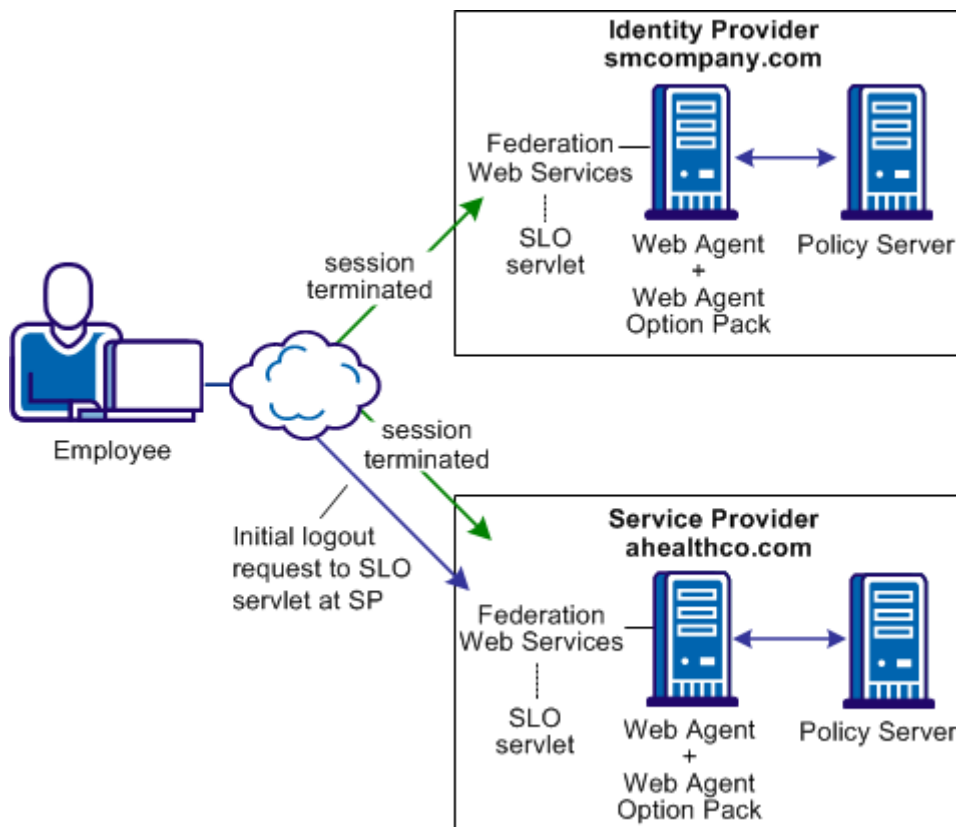 Identity Provider
smcompany.com
Federation
Web Services
SLO
servlet
Web Agent
+
Web Agent
Option Pack
Policy Server
session
terminated
Employee
session
terminated
Initial logout
request to SLO
servlet at SP
Service Provider
ahealthco.com
Federation
Web Services
SLO
servlet
Web Agent
+
Web Agent
Option Pack
Policy Server